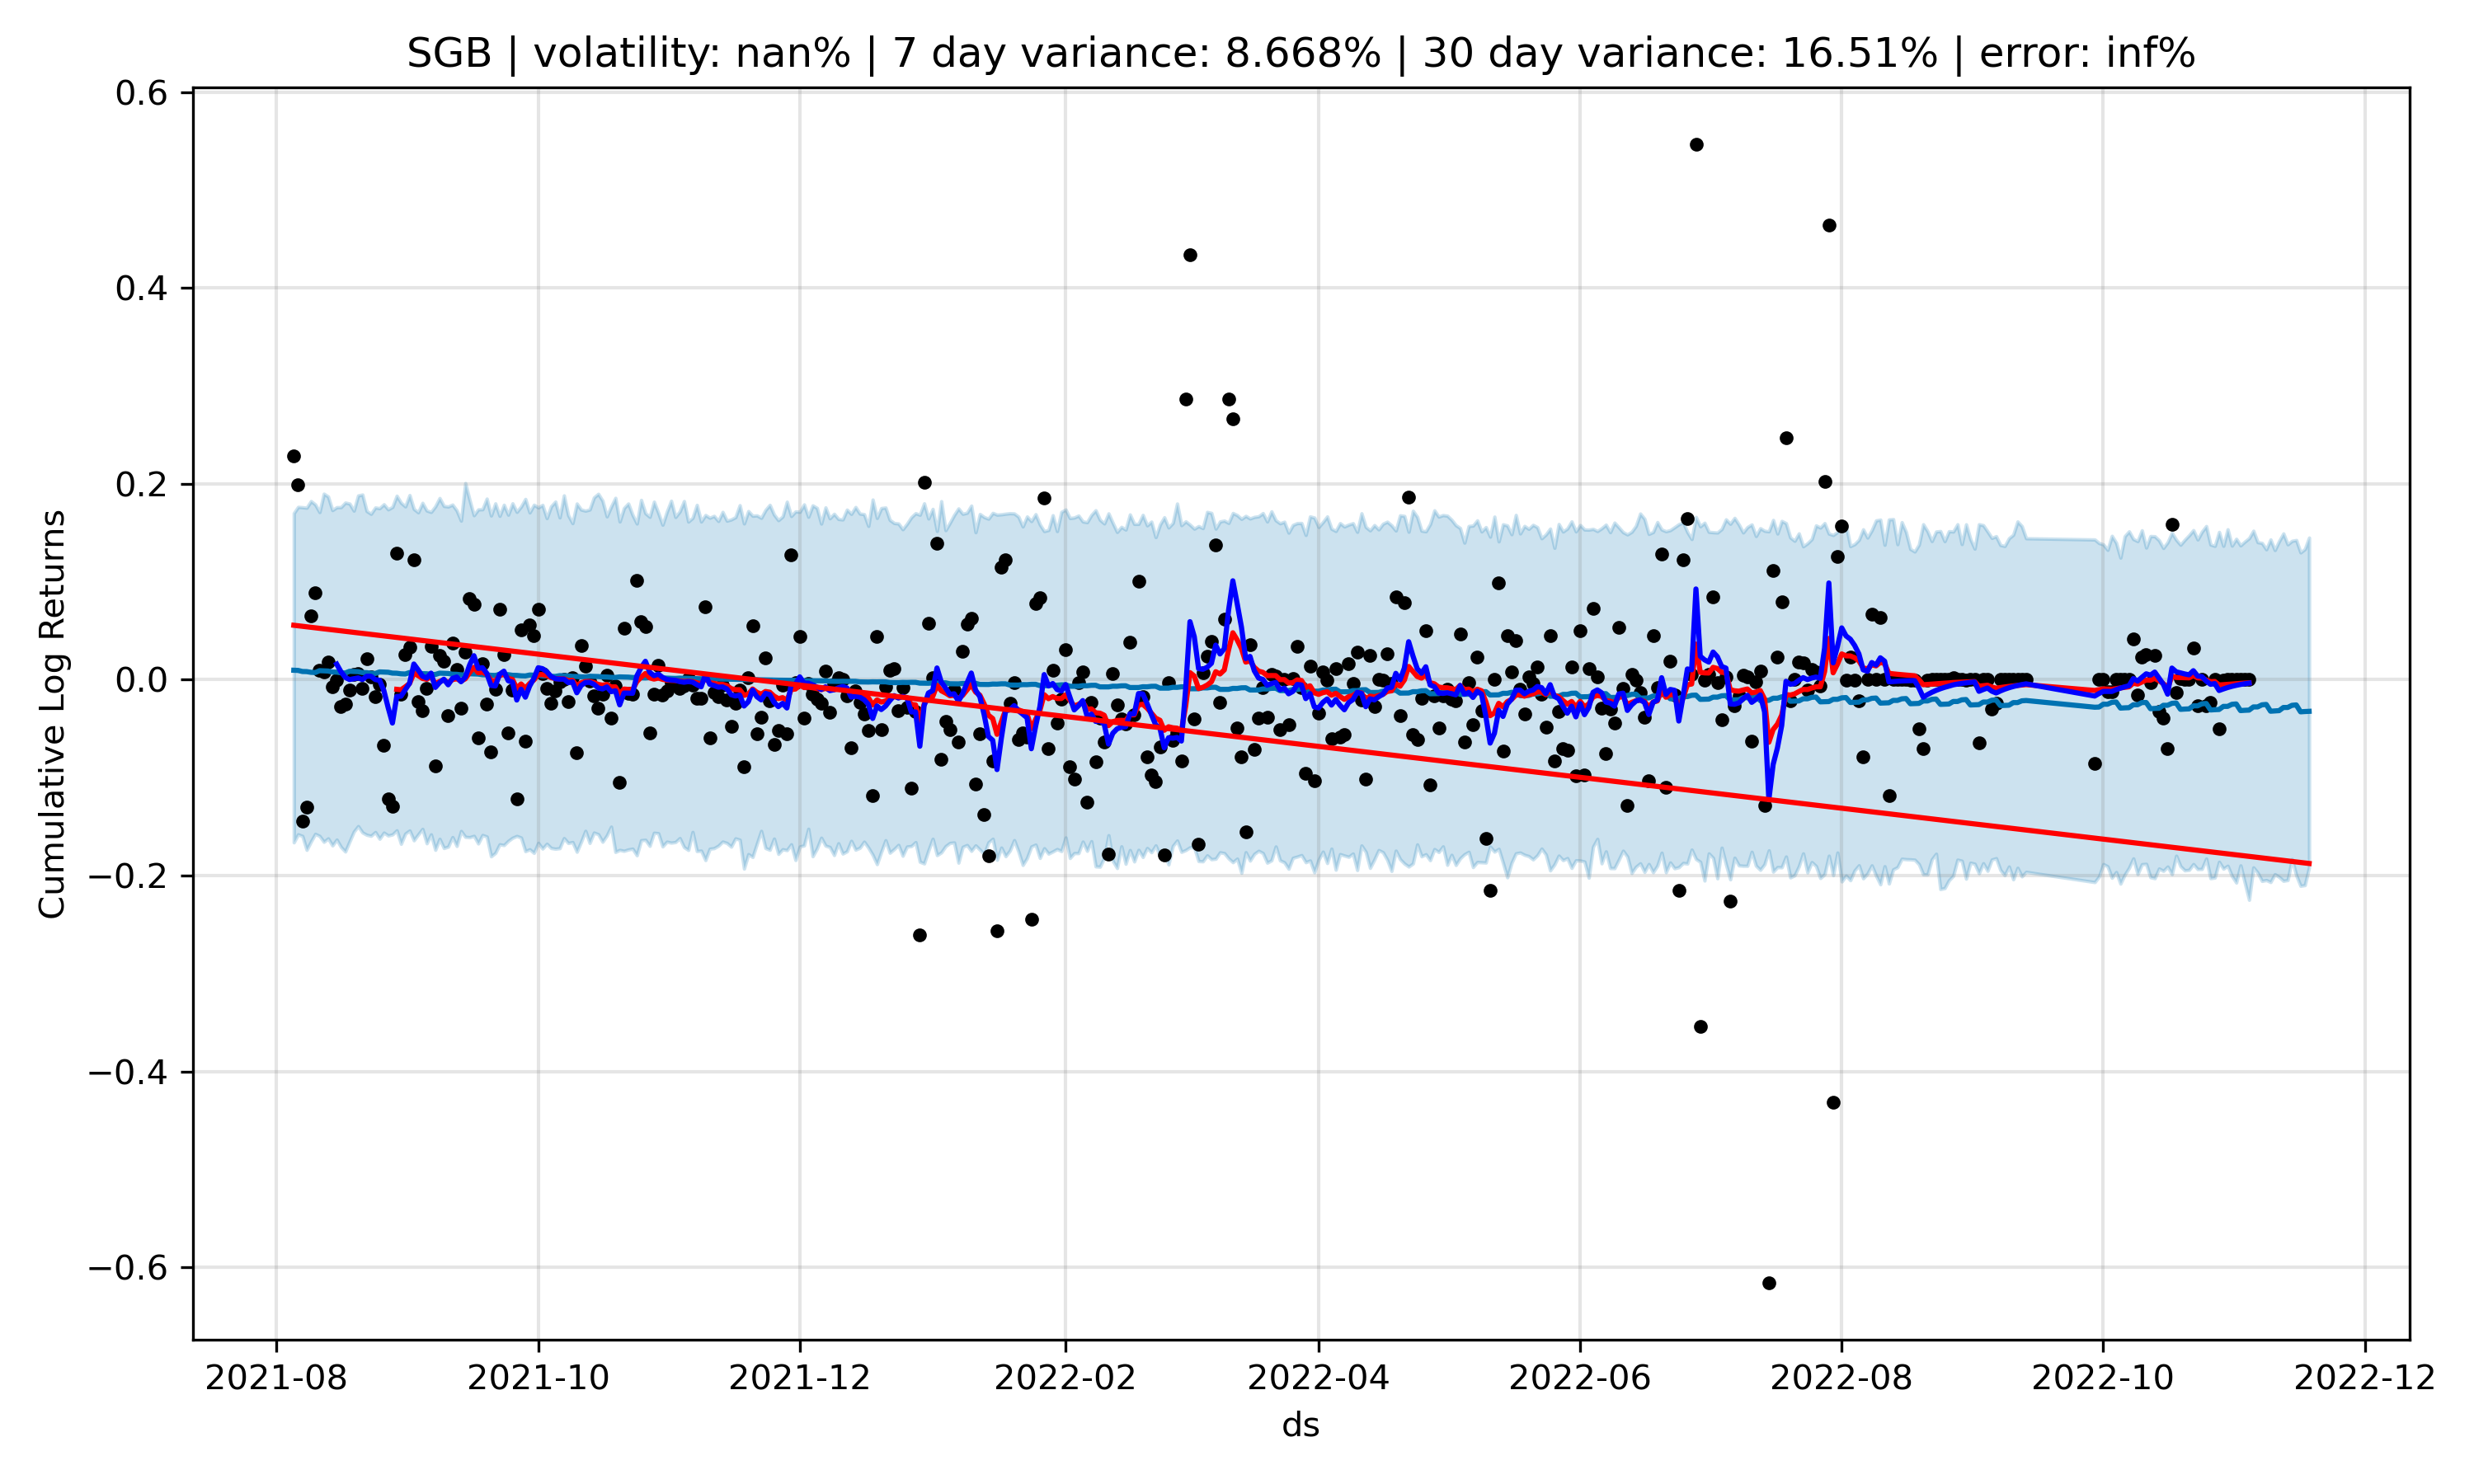 SGB | volatility: nan% | 7 day variance: 8.668% | 30 day variance: 16.51% | error: inf%
Cumulative Log Returns
0.6
0.4
0.2
0.0
−0.2
−0.4
−0.6
2021-08 2021-10 2021-12 2022-02 2022-04 2022-06 2022-08 2022-10 2022-12
ds